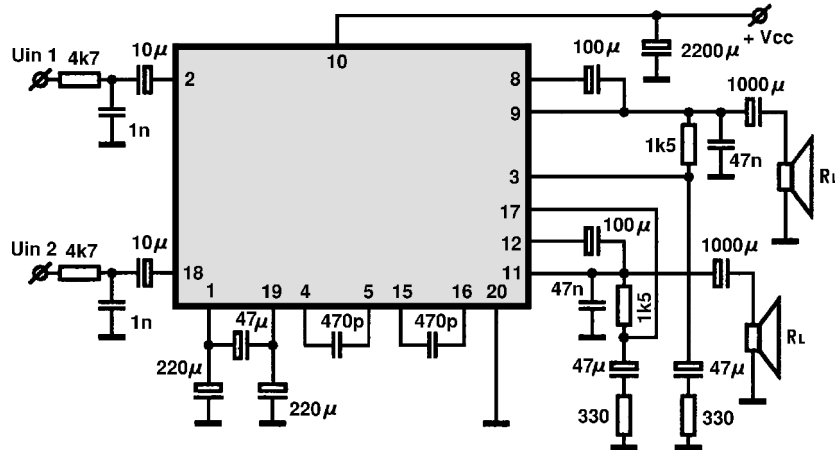 Uin 1
4k7
10µ
1n
2
10
+ Vcc
2200µ
8
100µ
9
1000µ
1k5
47n
RL
3
17
12
100µ
11
1000µ
47n
1k5
RL
Uin 2
4k7
10µ
1n
18
1
19
4
5
15
16
20
47µ
470p
470p
220µ
220µ
47µ
47µ
330
330